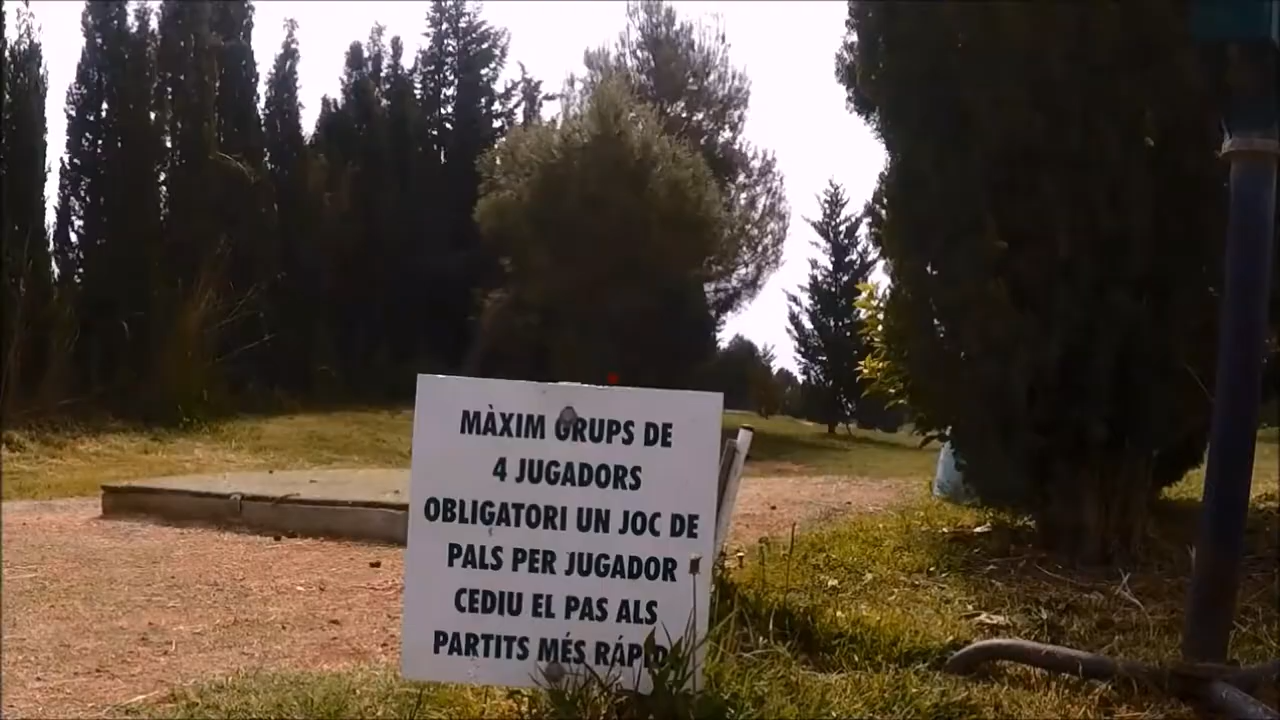 MÀXIM GRUPS DE
4 JUGADORS
OBLIGATORI UN JOC DE
PALS PER JUGADOR
CEDIU EL PAS ALS
PARTITS MÉS